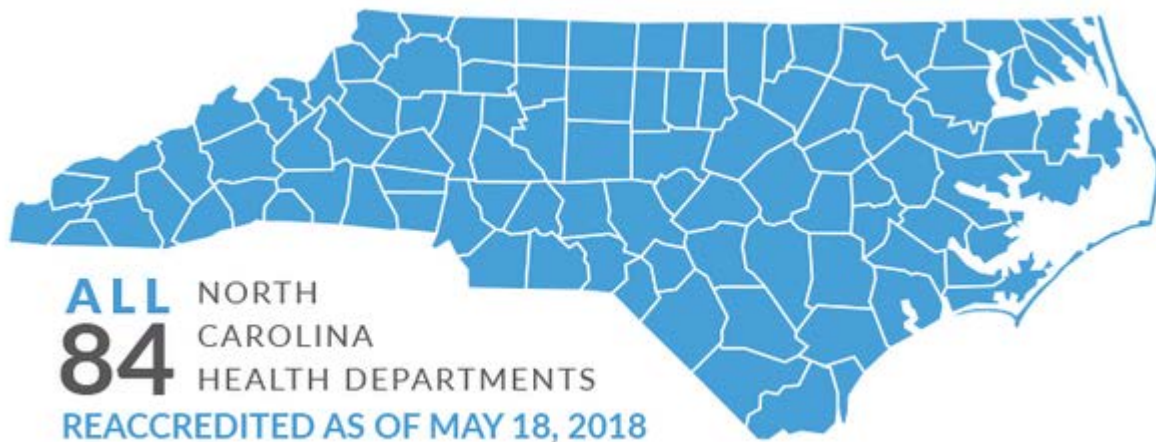 ALL NORTH
84 CAROLINA
HEALTH DEPARTMENTS
REACCREDITED AS OF MAY 18, 2018